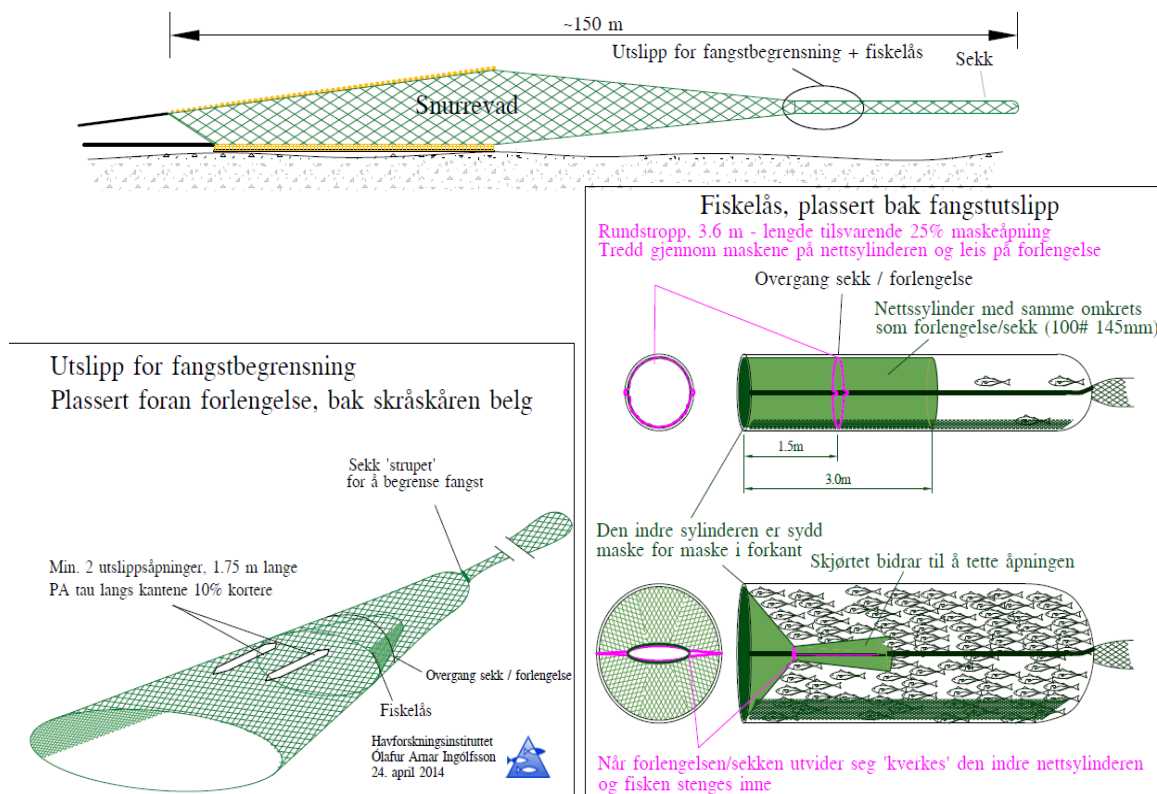 ~150 m
Utslipp for fangstbegrensning + fiskelås
Sekk
Snurrevad
Fiskelås, plassert bak fangstutslipp
Rundstropp, 3.6 m - lengde tilsvarende 25% maskeåpning
Tredd gjennom maskene på nettsylinderen og leis på forlengelse
Overgang sekk / forlengelse
Nettssylinder med samme omkrets
som forlengelse/sekk (100# 145mm)
1.5m
3.0m
Den indre sylinderen er sydd
maske for maske i forkant
Skjørtet bidrar til å tette åpningen
Når forlengelsen/sekken utvider seg 'kverkes' den indre nettsylinderen
og fisken stenges inne
Utslipp for fangstbegrensning
Plassert foran forlengelse, bak skråskåren belg
Sekk 'strupet'
for å begrense fangst
Min. 2 utslippsåpninger, 1.75 m lange
PA tau langs kantene 10% kortere
Overgang sekk / forlengelse
Fiskelås
Havforskningsinstituttet
Ólafur Arnar Ingólfsson
24. april 2014